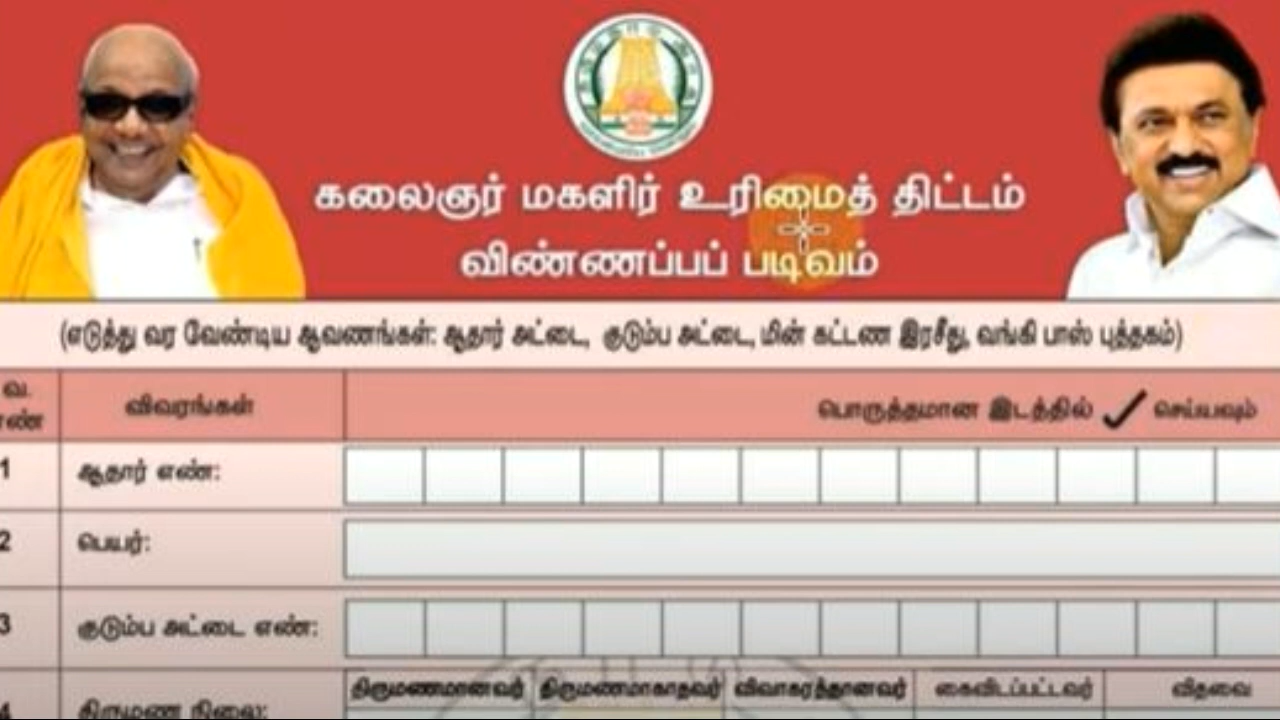 கலைஞர் மகளிர் உரிமைத் திட்டம்
விண்ணப்பப் படிவம்
(எடுத்து வர வேண்டிய ஆவணங்கள்: ஆதார் அட்டை, குடும்ப அட்டை, மின் கட்டண இரசீது, வங்கி பாஸ் புத்தகம்)
வ. எண் விவரங்கள் பொருத்தமான இடத்தில் ✓ செய்யவும்
1 ஆதார் எண்:
2 பெயர்:
3 குடும்ப அட்டை எண்:
திருமணமானவர் திருமணமாகாதவர் விவாகரத்தானவர் கைவிடப்பட்டவர் விதவை
4 திருமண நிலை: